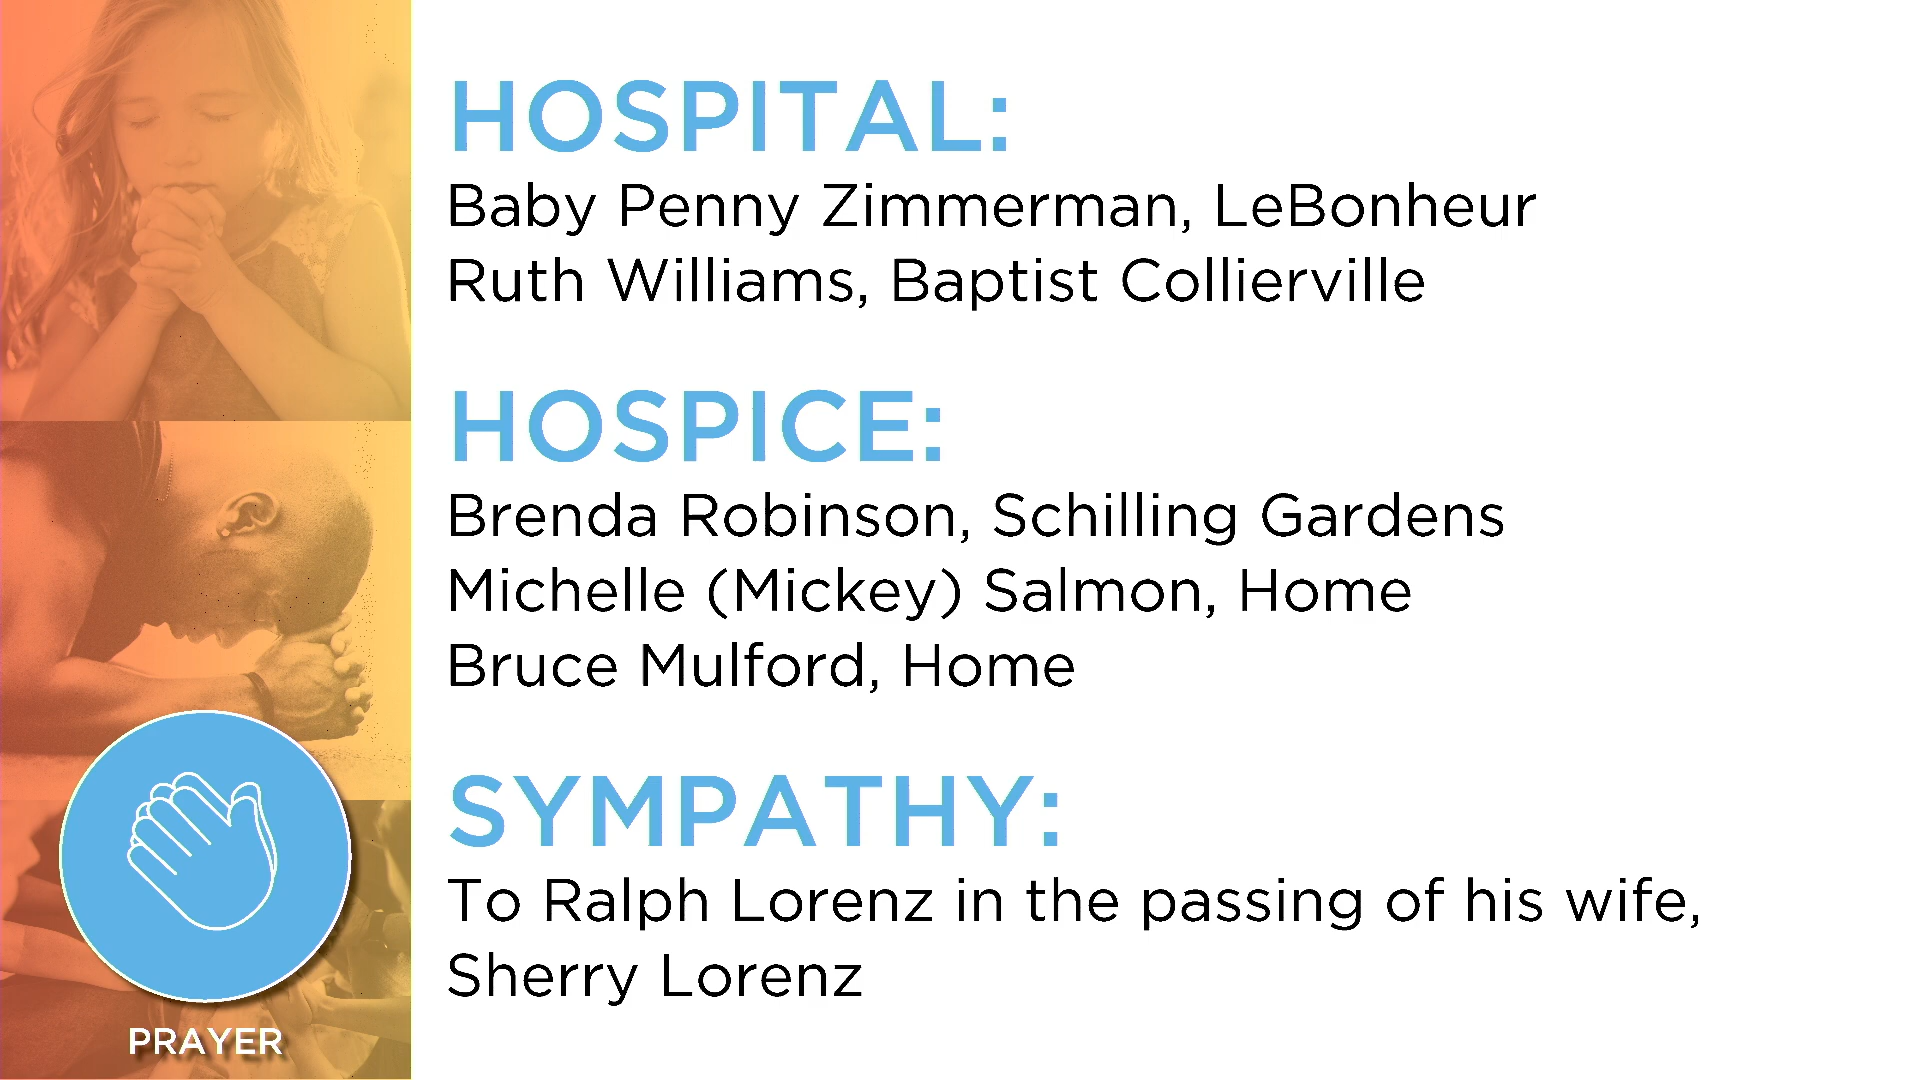 HOSPITAL:
Baby Penny Zimmerman, LeBonheur
Ruth Williams, Baptist Collierville
HOSPICE:
Brenda Robinson, Schilling Gardens
Michelle (Mickey) Salmon, Home
Bruce Mulford, Home
SYMPATHY:
To Ralph Lorenz in the passing of his wife,
Sherry Lorenz
PRAYER